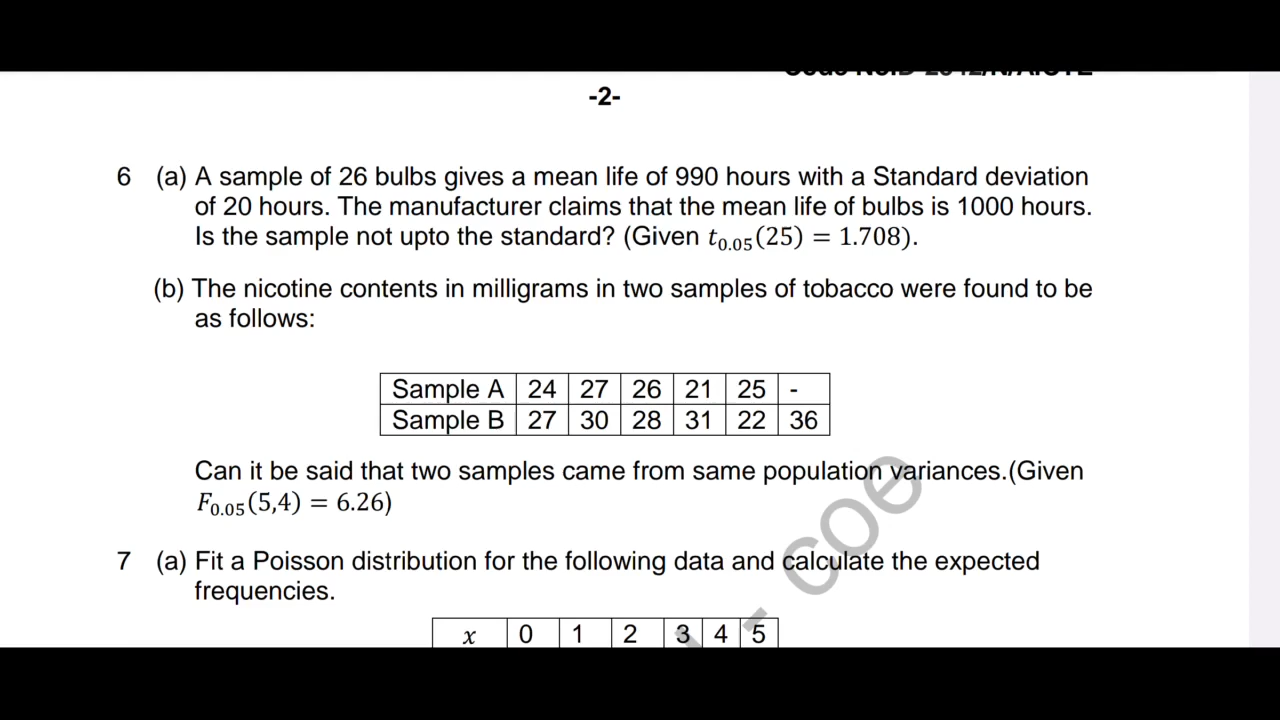 -2-
6 (a) A sample of 26 bulbs gives a mean life of 990 hours with a Standard deviation
of 20 hours. The manufacturer claims that the mean life of bulbs is 1000 hours.
Is the sample not upto the standard? (Given t₀.₀₅(25) = 1.708).
(b) The nicotine contents in milligrams in two samples of tobacco were found to be
as follows:
Sample A 24 27 26 21 25 -
Sample B 27 30 28 31 22 36
Can it be said that two samples came from same population variances.(Given
F₀.₀₅(5,4) = 6.26)
7 (a) Fit a Poisson distribution for the following data and calculate the expected
frequencies.
x 0 1 2 3 4 5
- coe